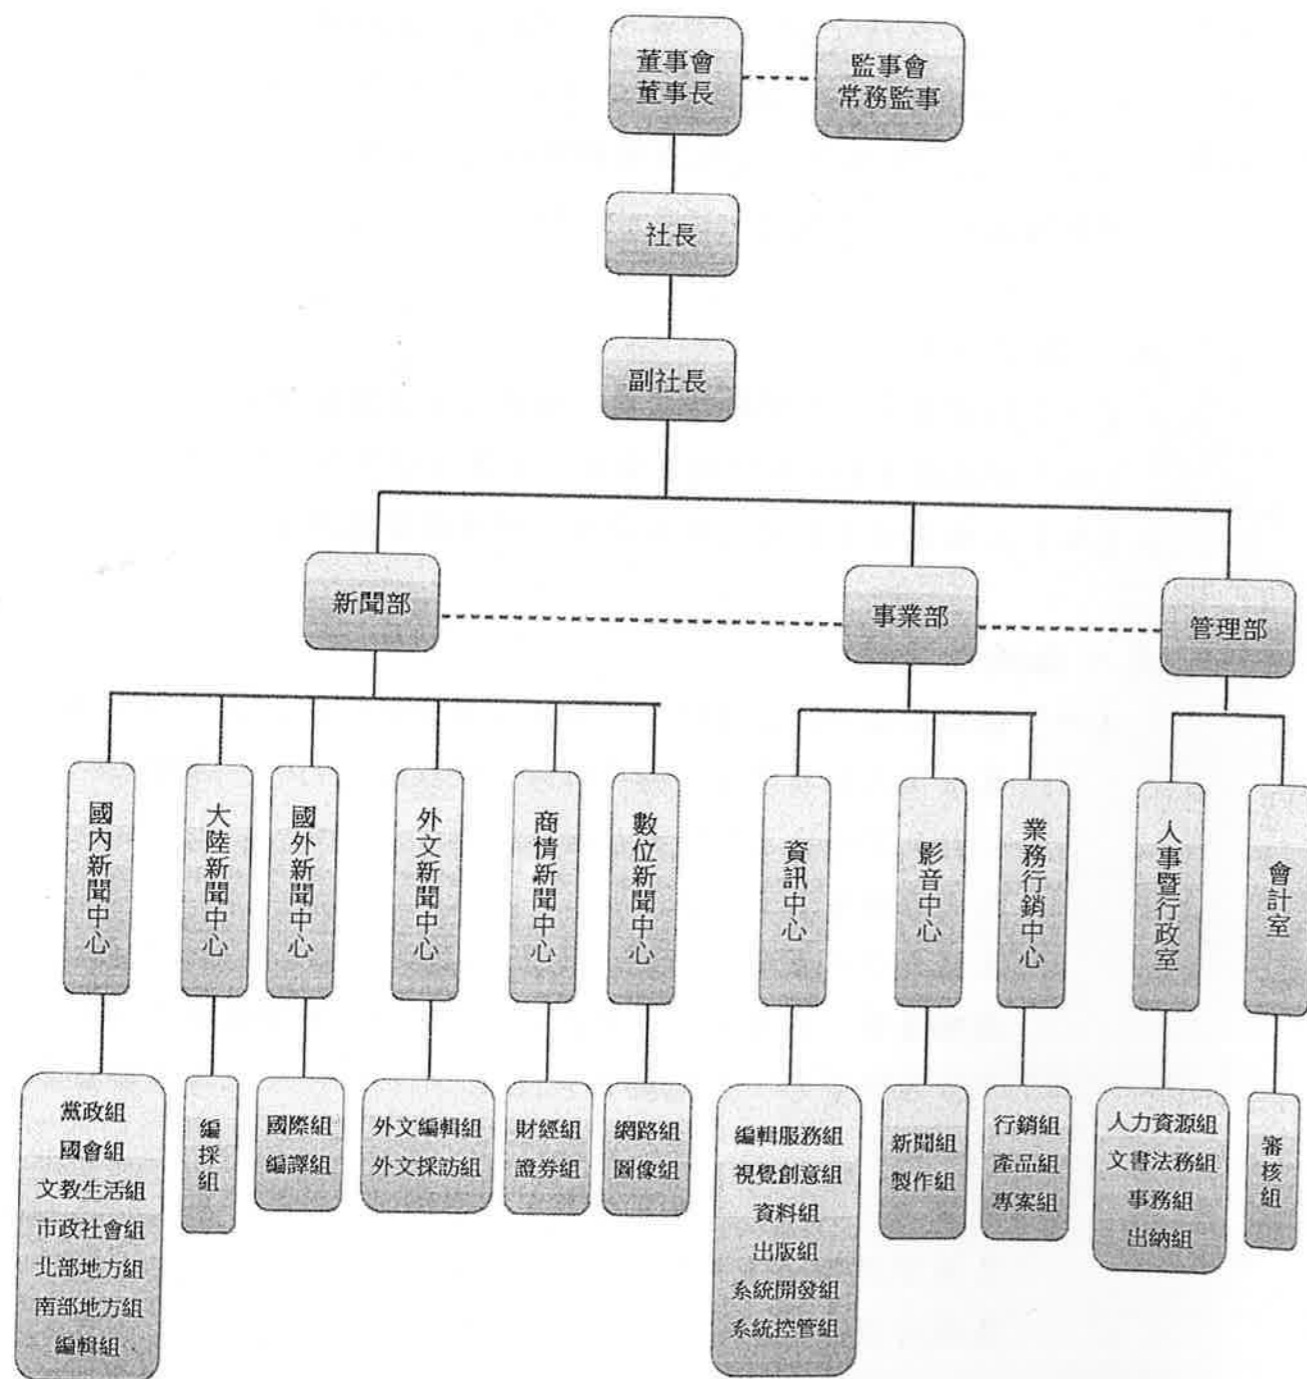 董事會
董事長
監事會
常務監事
社長
副社長
新聞部
事業部
管理部
國內新聞中心
大陸新聞中心
國外新聞中心
外文新聞中心
商情新聞中心
數位新聞中心
資訊中心
影音中心
業務行銷中心
人事暨行政室
會計室
黨政組
國會組
文教生活組
市政社會組
北部地方組
南部地方組
編輯組
編採組
國際組
編譯組
外文編輯組
外文採訪組
財經組
證券組
網路組
圖像組
編輯服務組
視覺創意組
資料組
出版組
系統開發組
系統控管組
新聞組
製作組
行銷組
產品組
專案組
人力資源組
文書法務組
事務組
出納組
審核組